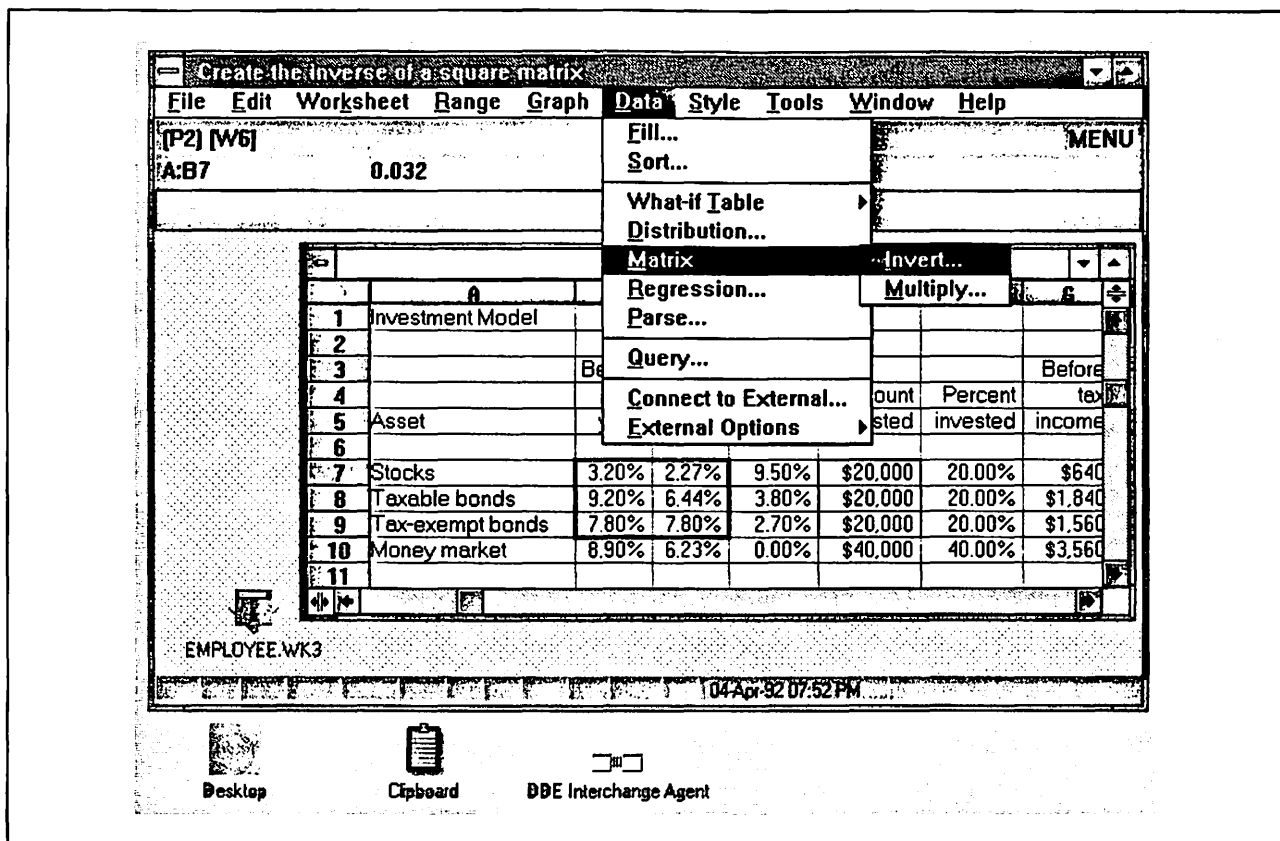 Create the inverse of a square matrix
File Edit Worksheet Range Graph Data Style Tools Window Help
[P2] [W6] MENU
A:B7 0.032
Fill...
Sort...
What-if Table
Distribution...
Matrix
Regression...
Parse...
Query...
Connect to External...
External Options
Invert...
Multiply...
A G
1 Investment Model
2
3 Be Before
4 ount Percent tax
5 Asset sted invested income
6
7 Stocks 3.20% 2.27% 9.50% $20,000 20.00% $640
8 Taxable bonds 9.20% 6.44% 3.80% $20,000 20.00% $1,840
9 Tax-exempt bonds 7.80% 7.80% 2.70% $20,000 20.00% $1,560
10 Money market 8.90% 6.23% 0.00% $40,000 40.00% $3,560
11
EMPLOYEE.WK3
04-Apr-92 07:52 PM
Desktop Clipboard DDE Interchange Agent